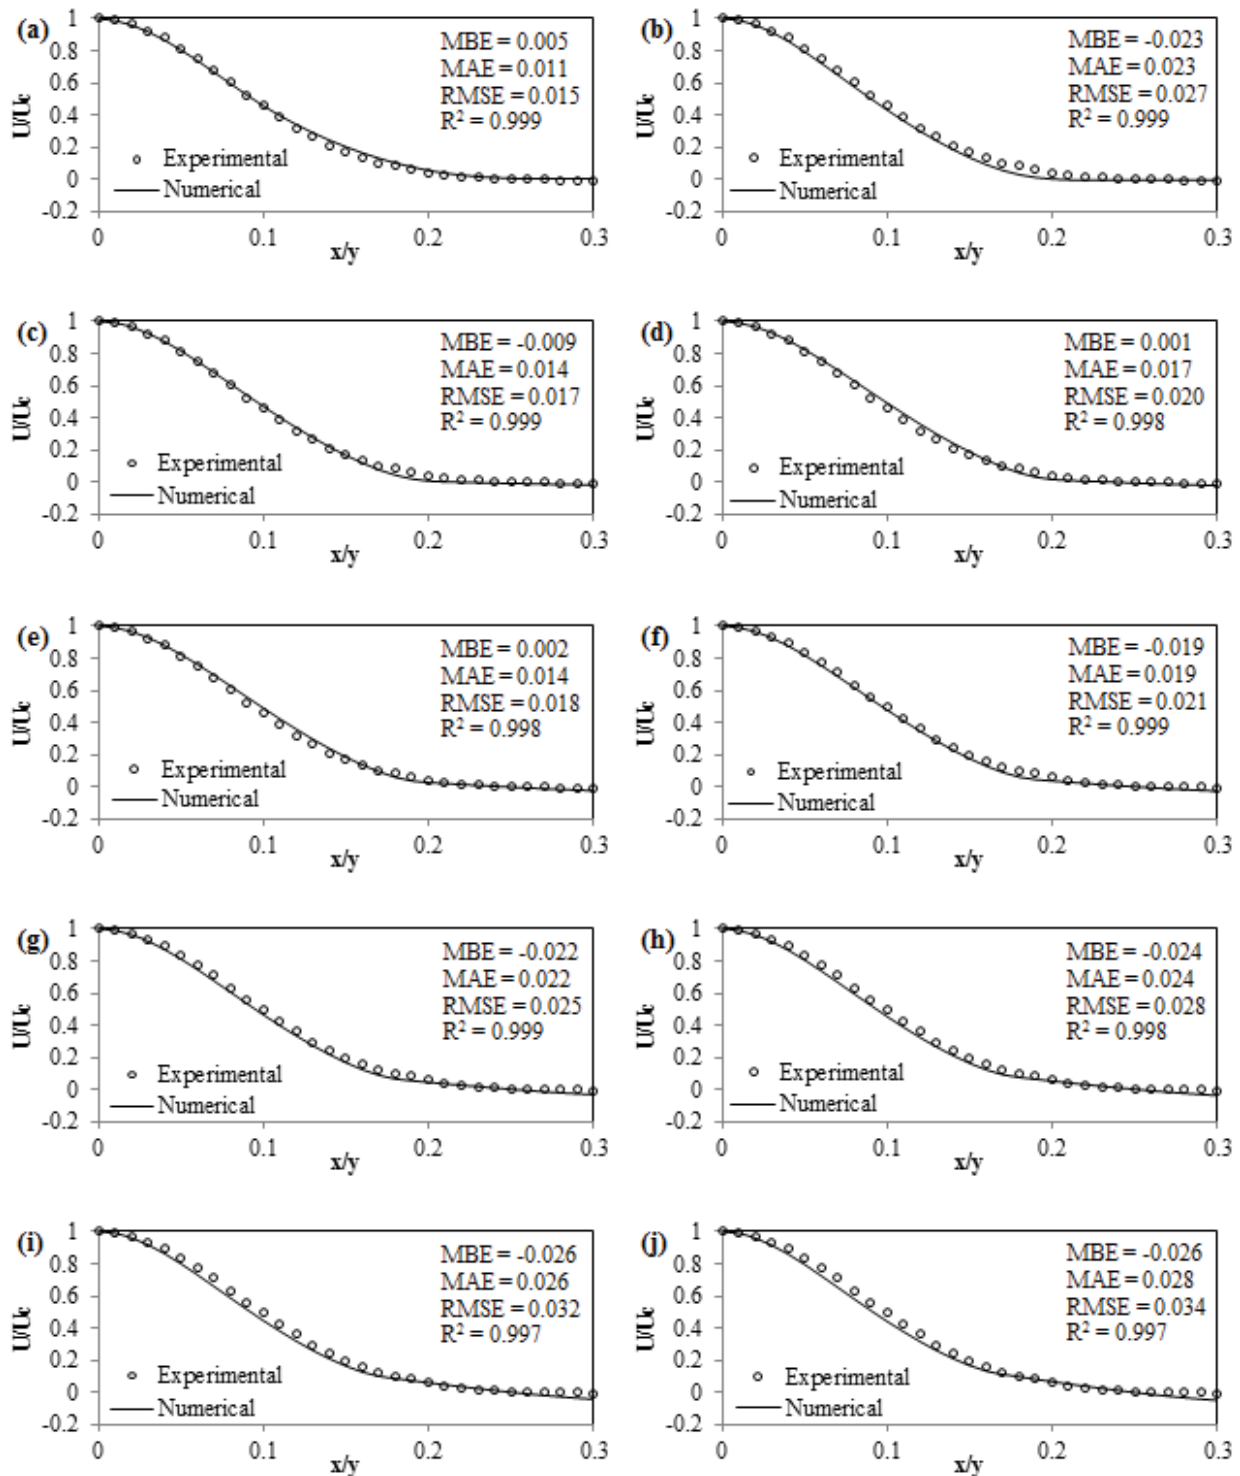 (a)
1
0.8
0.6
0.4
0.2
0
-0.2
U/Uc
MBE = 0.005
MAE = 0.011
RMSE = 0.015
R² = 0.999
Experimental
Numerical
0 0.1 0.2 0.3
x/y
(b)
1
0.8
0.6
0.4
0.2
0
-0.2
U/Uc
MBE = -0.023
MAE = 0.023
RMSE = 0.027
R² = 0.999
Experimental
Numerical
0 0.1 0.2 0.3
x/y
(c)
1
0.8
0.6
0.4
0.2
0
-0.2
U/Uc
MBE = -0.009
MAE = 0.014
RMSE = 0.017
R² = 0.999
Experimental
Numerical
0 0.1 0.2 0.3
x/y
(d)
1
0.8
0.6
0.4
0.2
0
-0.2
U/Uc
MBE = 0.001
MAE = 0.017
RMSE = 0.020
R² = 0.998
Experimental
Numerical
0 0.1 0.2 0.3
x/y
(e)
1
0.8
0.6
0.4
0.2
0
-0.2
U/Uc
MBE = 0.002
MAE = 0.014
RMSE = 0.018
R² = 0.998
Experimental
Numerical
0 0.1 0.2 0.3
x/y
(f)
1
0.8
0.6
0.4
0.2
0
-0.2
U/Uc
MBE = -0.019
MAE = 0.019
RMSE = 0.021
R² = 0.999
Experimental
Numerical
0 0.1 0.2 0.3
x/y
(g)
1
0.8
0.6
0.4
0.2
0
-0.2
U/Uc
MBE = -0.022
MAE = 0.022
RMSE = 0.025
R² = 0.999
Experimental
Numerical
0 0.1 0.2 0.3
x/y
(h)
1
0.8
0.6
0.4
0.2
0
-0.2
U/Uc
MBE = -0.024
MAE = 0.024
RMSE = 0.028
R² = 0.998
Experimental
Numerical
0 0.1 0.2 0.3
x/y
(i)
1
0.8
0.6
0.4
0.2
0
-0.2
U/Uc
MBE = -0.026
MAE = 0.026
RMSE = 0.032
R² = 0.997
Experimental
Numerical
0 0.1 0.2 0.3
x/y
(j)
1
0.8
0.6
0.4
0.2
0
-0.2
U/Uc
MBE = -0.026
MAE = 0.028
RMSE = 0.034
R² = 0.997
Experimental
Numerical
0 0.1 0.2 0.3
x/y